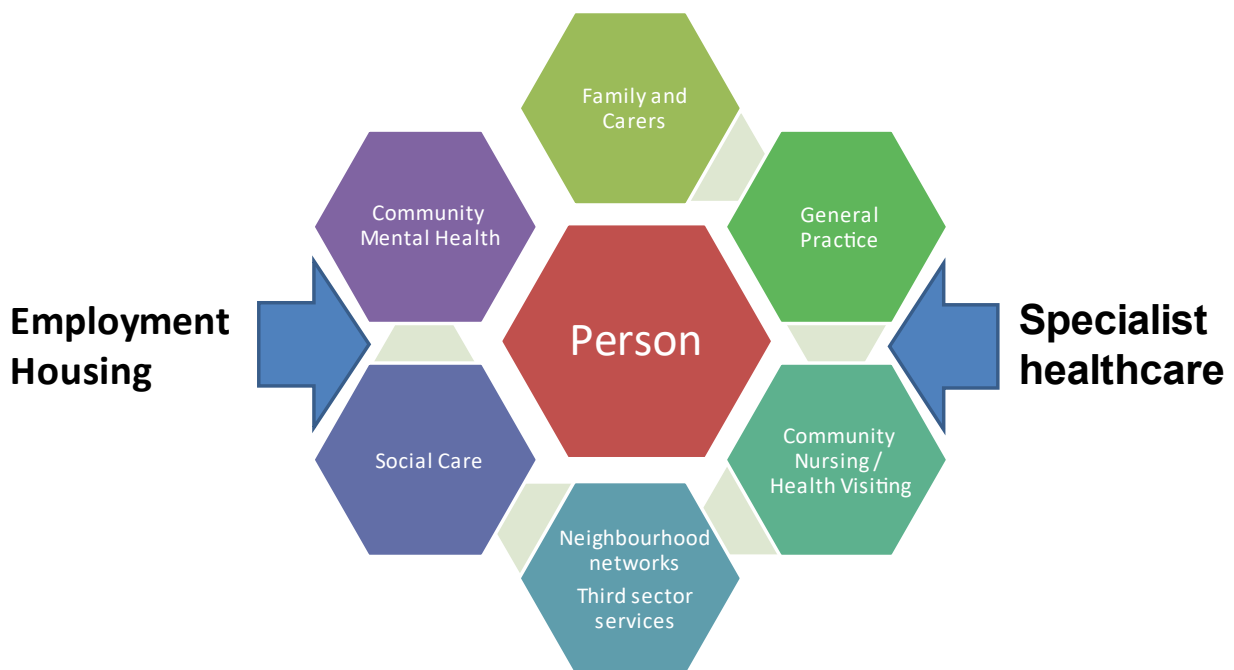 Family and
Carers
Community
Mental Health
General
Practice
Employment
Housing
Person
Specialist
healthcare
Social Care
Community
Nursing /
Health Visiting
Neighbourhood
networks
Third sector
services